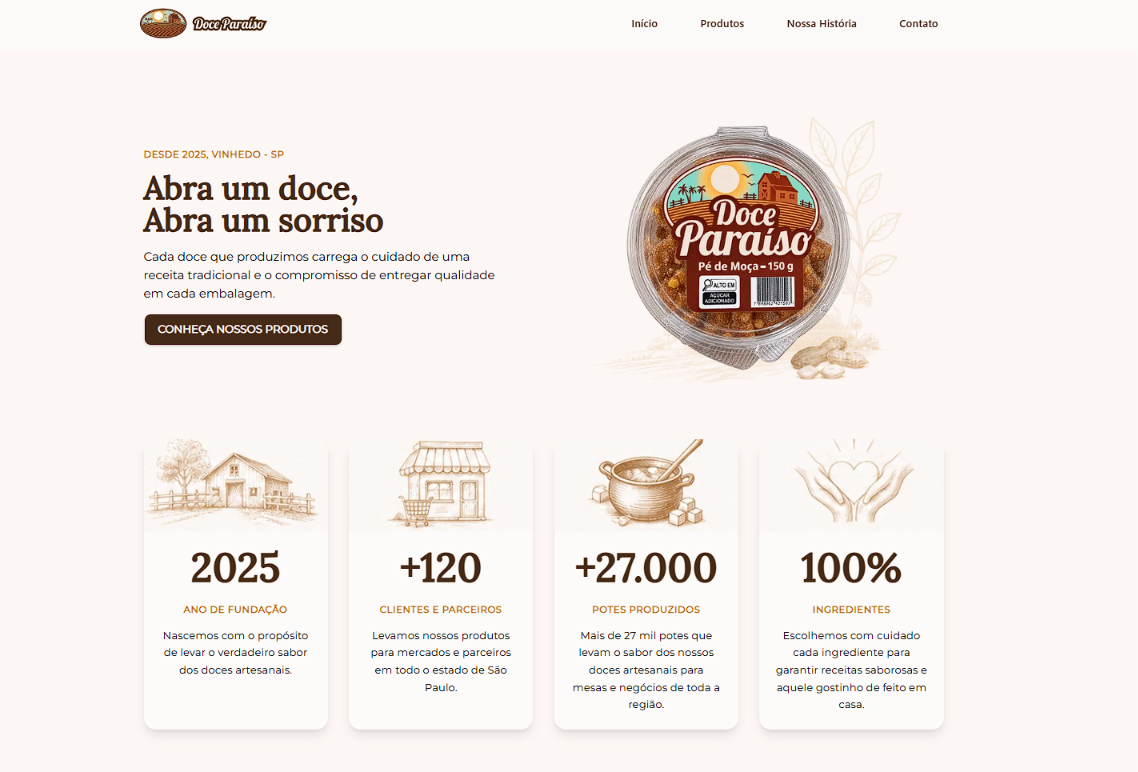 Doce Paraíso
Início
Produtos
Nossa História
Contato
DESDE 2025, VINHEDO - SP
Abra um doce,
Abra um sorriso
Cada doce que produzimos carrega o cuidado de uma
receita tradicional e o compromisso de entregar qualidade
em cada embalagem.
CONHEÇA NOSSOS PRODUTOS
Doce
Paraíso
Pé de Moça - 150 g
ALTO EM
AÇÚCAR
ADICIONADO
2025
ANO DE FUNDAÇÃO
Nascemos com o propósito
de levar o verdadeiro sabor
dos doces artesanais.
+120
CLIENTES E PARCEIROS
Levamos nossos produtos
para mercados e parceiros
em todo o estado de São
Paulo.
+27.000
POTES PRODUZIDOS
Mais de 27 mil potes que
levam o sabor dos nossos
doces artesanais para
mesas e negócios de toda a
região.
100%
INGREDIENTES
Escolhemos com cuidado
cada ingrediente para
garantir receitas saborosas e
aquele gostinho de feito em
casa.